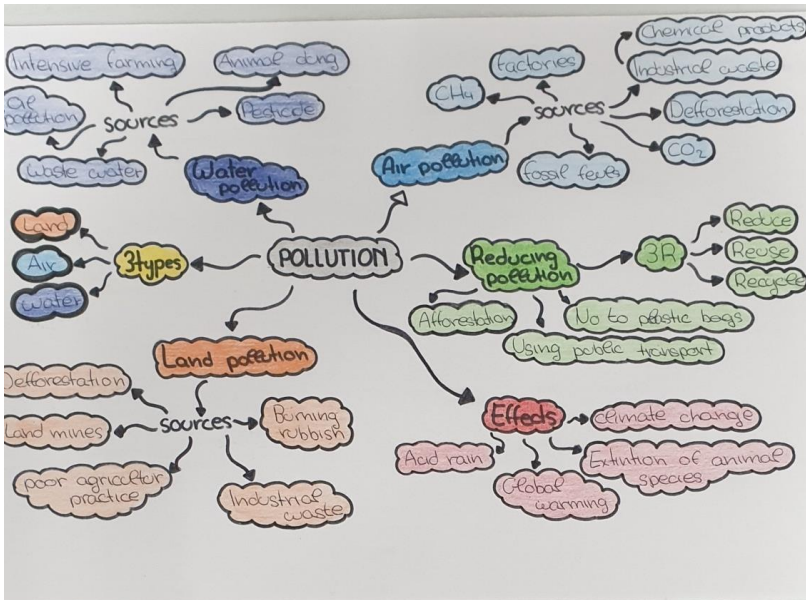 Intensive farming
Animal dung
Oil
pollution
sources
Pesticide
Waste water
Water
pollution
Chemical products
factories
Industrial waste
CH4
sources
Defforestation
CO2
Air pollution
fossil feuls
Land
Air
Water
3types
POLLUTION
Reducing
pollution
3R
Reduce
Reuse
Recycle
Afforestation
No to plastic bags
Using public transport
Land pollution
Defforestation
sources
Land mines
Burning
rubbish
poor agricultur
practice
Industrial
waste
Effects
climate change
Acid rain
Global
warming
Extintion of animal
species